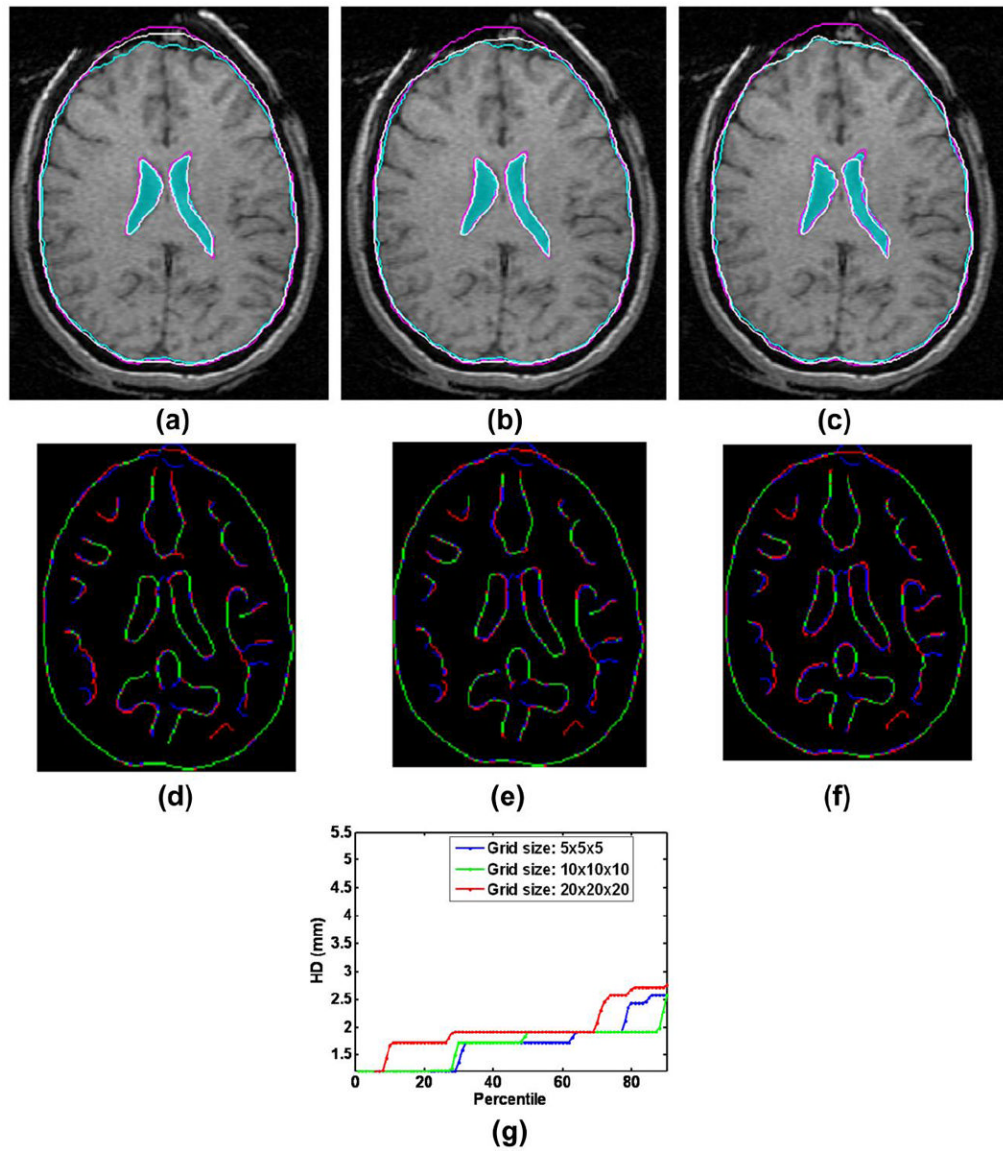 (a) (b) (c)
(d) (e) (f)
5.5
5
4.5
4
3.5
3
2.5
2
1.5
HD (mm)
Grid size: 5x5x5
Grid size: 10x10x10
Grid size: 20x20x20
0 20 40 60 80
Percentile
(g)